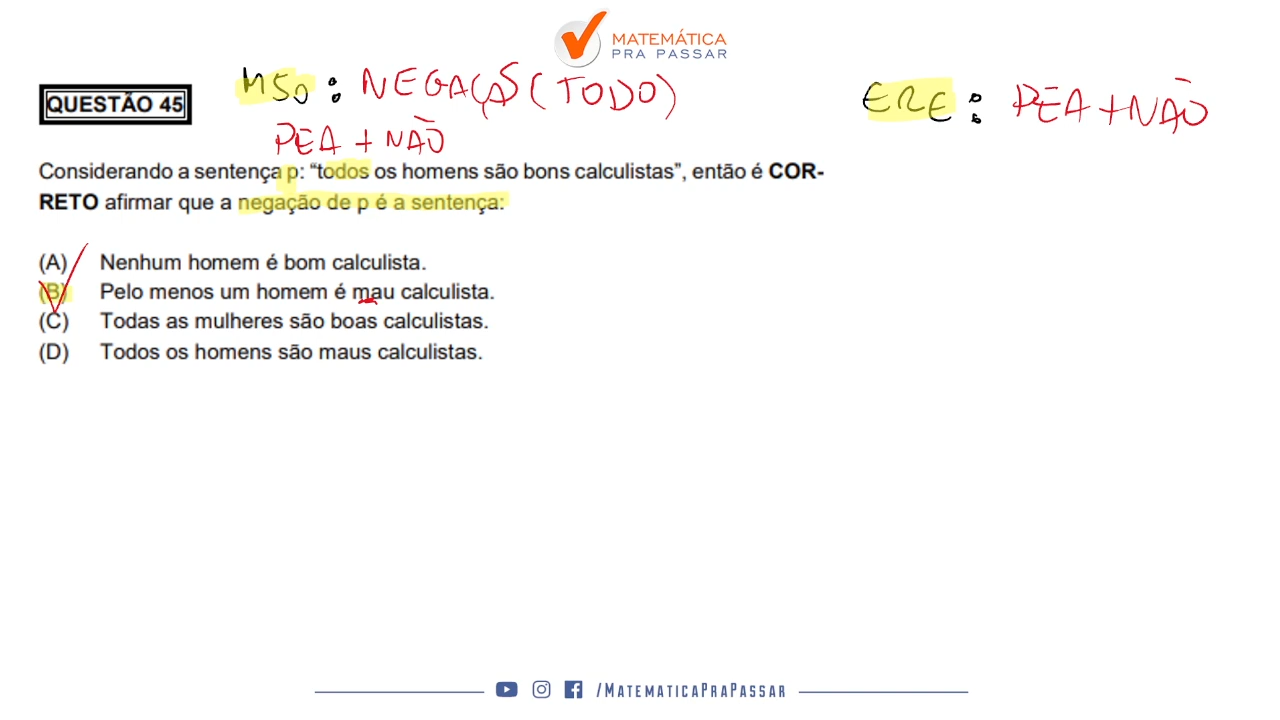 MATEMÁTICA
PRA PASSAR
QUESTÃO 45
M50 : NEGAÇÃO (TODO)
PEA + NÃO
ERE : PEA + NÃO
Considerando a sentença p: “todos os homens são bons calculistas”, então é COR-
RETO afirmar que a negação de p é a sentença:
(A) Nenhum homem é bom calculista.
(B) Pelo menos um homem é mau calculista.
(C) Todas as mulheres são boas calculistas.
(D) Todos os homens são maus calculistas.
/MATEMATICAPRAPASSAR